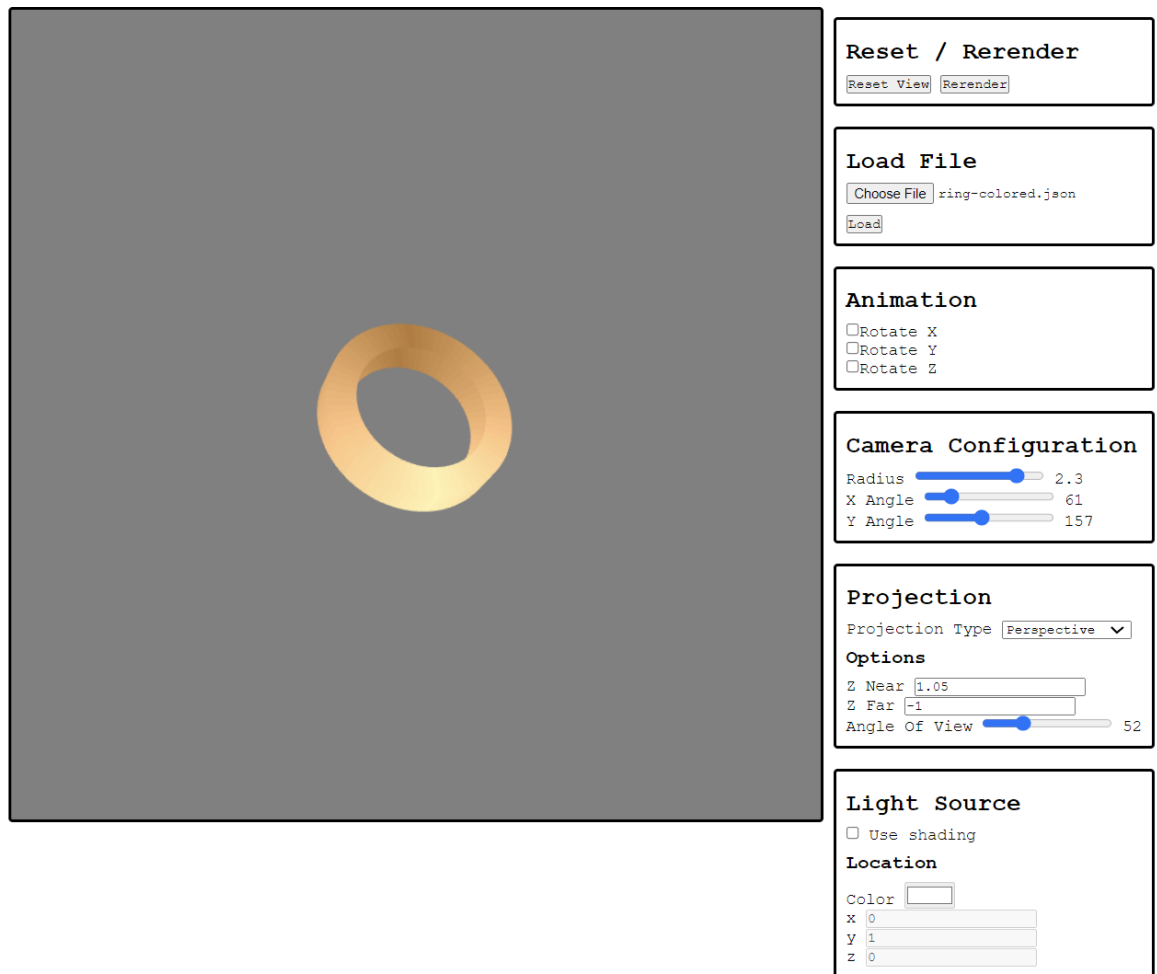 Reset / Rerender
Reset View Rerender
Load File
Choose File ring-colored.json
Load
Animation
Rotate X
Rotate Y
Rotate Z
Camera Configuration
Radius 2.3
X Angle 61
Y Angle 157
Projection
Projection Type Perspective
Options
Z Near 1.05
Z Far -1
Angle Of View 52
Light Source
Use shading
Location
Color
x 0
y 1
z 0